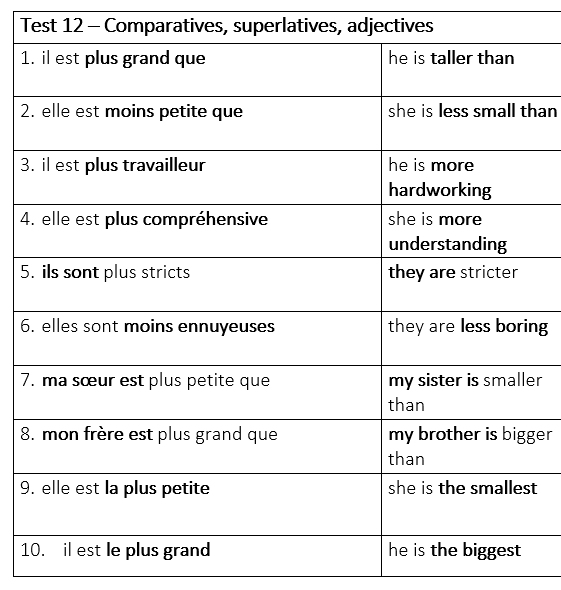 Test 12 – Comparatives, superlatives, adjectives
1. il est plus grand que
he is taller than
2. elle est moins petite que
she is less small than
3. il est plus travailleur
he is more
hardworking
4. elle est plus compréhensive
she is more
understanding
5. ils sont plus stricts
they are stricter
6. elles sont moins ennuyeuses
they are less boring
7. ma sœur est plus petite que
my sister is smaller
than
8. mon frère est plus grand que
my brother is bigger
than
9. elle est la plus petite
she is the smallest
10. il est le plus grand
he is the biggest